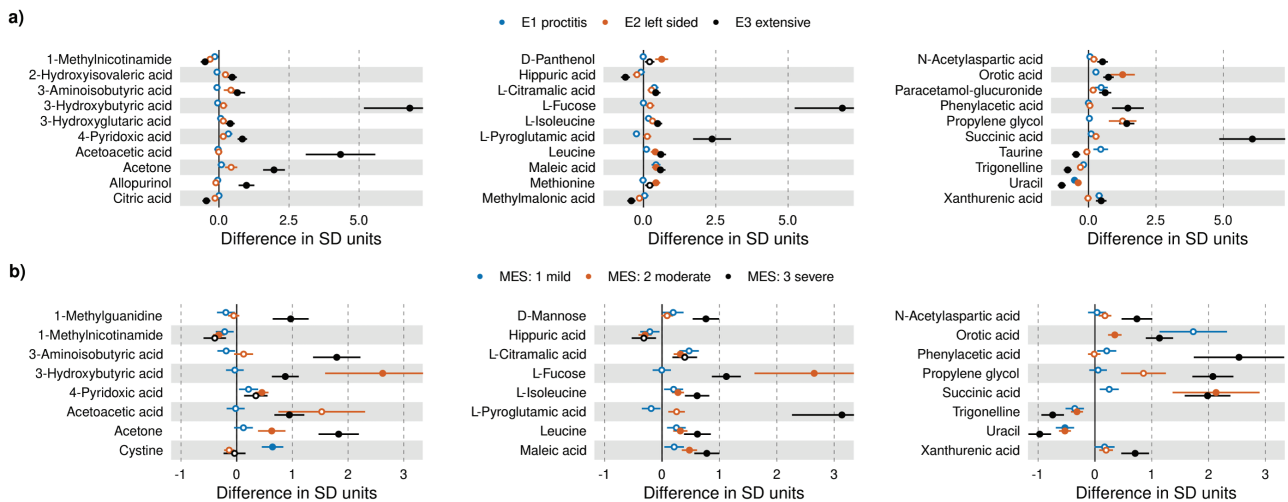 a)
E1 proctitis E2 left sided E3 extensive
1-Methylnicotinamide
2-Hydroxyisovaleric acid
3-Aminoisobutyric acid
3-Hydroxybutyric acid
3-Hydroxyglutaric acid
4-Pyridoxic acid
Acetoacetic acid
Acetone
Allopurinol
Citric acid
0.0 2.5 5.0
Difference in SD units
D-Panthenol
Hippuric acid
L-Citramalic acid
L-Fucose
L-Isoleucine
L-Pyroglutamic acid
Leucine
Maleic acid
Methionine
Methylmalonic acid
0.0 2.5 5.0
Difference in SD units
N-Acetylaspartic acid
Orotic acid
Paracetamol-glucuronide
Phenylacetic acid
Propylene glycol
Succinic acid
Taurine
Trigonelline
Uracil
Xanthurenic acid
0.0 2.5 5.0
Difference in SD units
b)
MES: 1 mild MES: 2 moderate MES: 3 severe
1-Methylguanidine
1-Methylnicotinamide
3-Aminoisobutyric acid
3-Hydroxybutyric acid
4-Pyridoxic acid
Acetoacetic acid
Acetone
Cystine
-1 0 1 2 3
Difference in SD units
D-Mannose
Hippuric acid
L-Citramalic acid
L-Fucose
L-Isoleucine
L-Pyroglutamic acid
Leucine
Maleic acid
-1 0 1 2 3
Difference in SD units
N-Acetylaspartic acid
Orotic acid
Phenylacetic acid
Propylene glycol
Succinic acid
Trigonelline
Uracil
Xanthurenic acid
-1 0 1 2 3
Difference in SD units